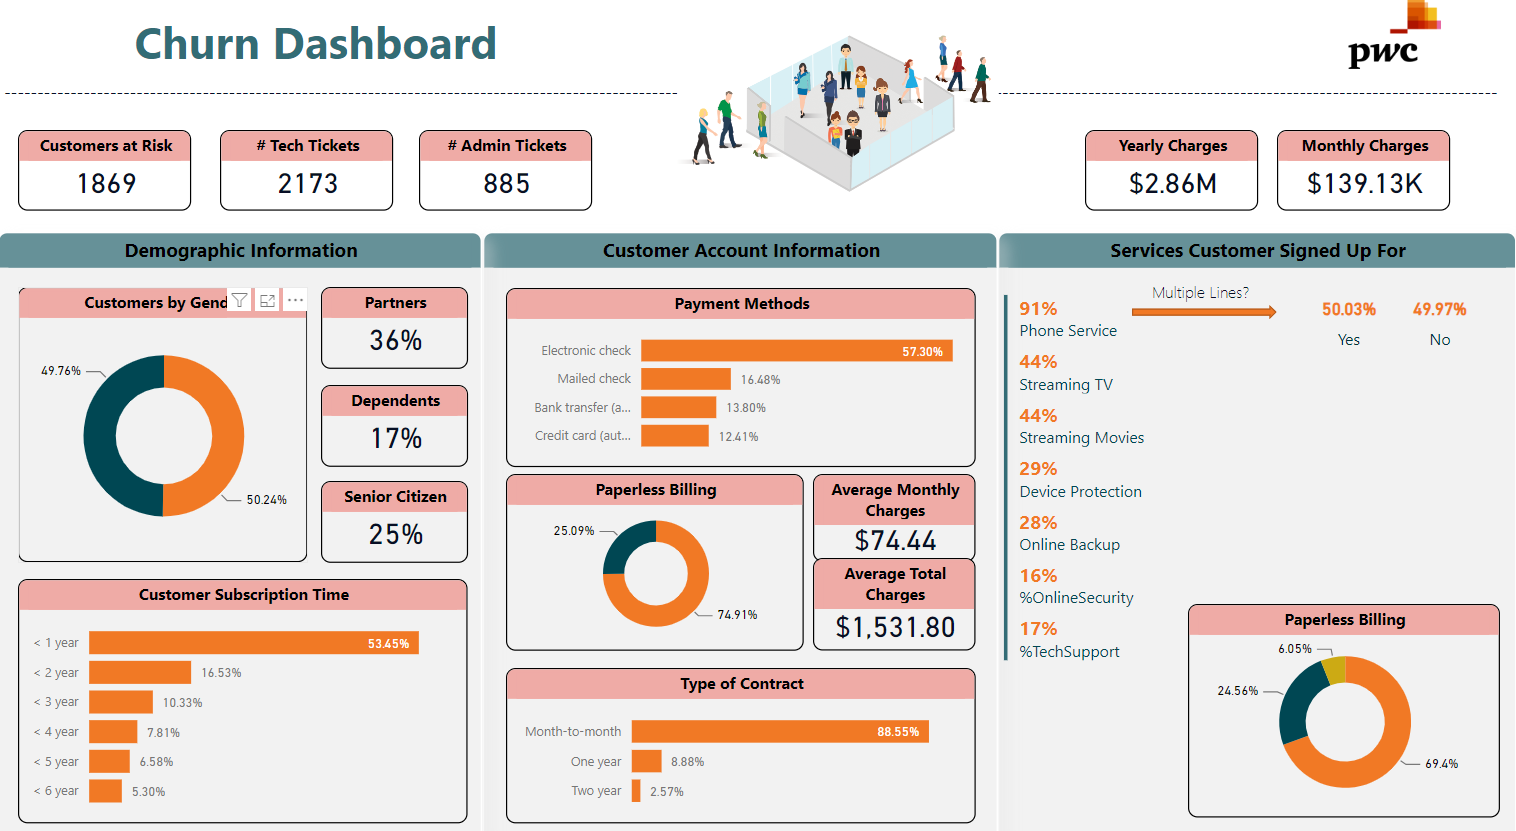 Churn Dashboard
pwc
Customers at Risk
1869
# Tech Tickets
2173
# Admin Tickets
885
Yearly Charges
$2.86M
Monthly Charges
$139.13K
Demographic Information
Customers by Gend
49.76%
50.24%
Partners
36%
Dependents
17%
Senior Citizen
25%
Customer Subscription Time
< 1 year 53.45%
< 2 year 16.53%
< 3 year 10.33%
< 4 year 7.81%
< 5 year 6.58%
< 6 year 5.30%
Customer Account Information
Payment Methods
Electronic check 57.30%
Mailed check 16.48%
Bank transfer (a... 13.80%
Credit card (aut... 12.41%
Paperless Billing
25.09%
74.91%
Average Monthly
Charges
$74.44
Average Total
Charges
$1,531.80
Type of Contract
Month-to-month 88.55%
One year 8.88%
Two year 2.57%
Services Customer Signed Up For
91%
Phone Service
Multiple Lines?
50.03%
Yes
49.97%
No
44%
Streaming TV
44%
Streaming Movies
29%
Device Protection
28%
Online Backup
16%
%OnlineSecurity
17%
%TechSupport
Paperless Billing
6.05%
24.56%
69.4%